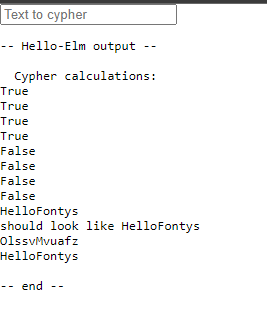 Text to cypher
-- Hello-Elm output --
Cypher calculations:
True
True
True
True
False
False
False
False
HelloFontys
should look like HelloFontys
OlssvMvuafz
HelloFontys
-- end --